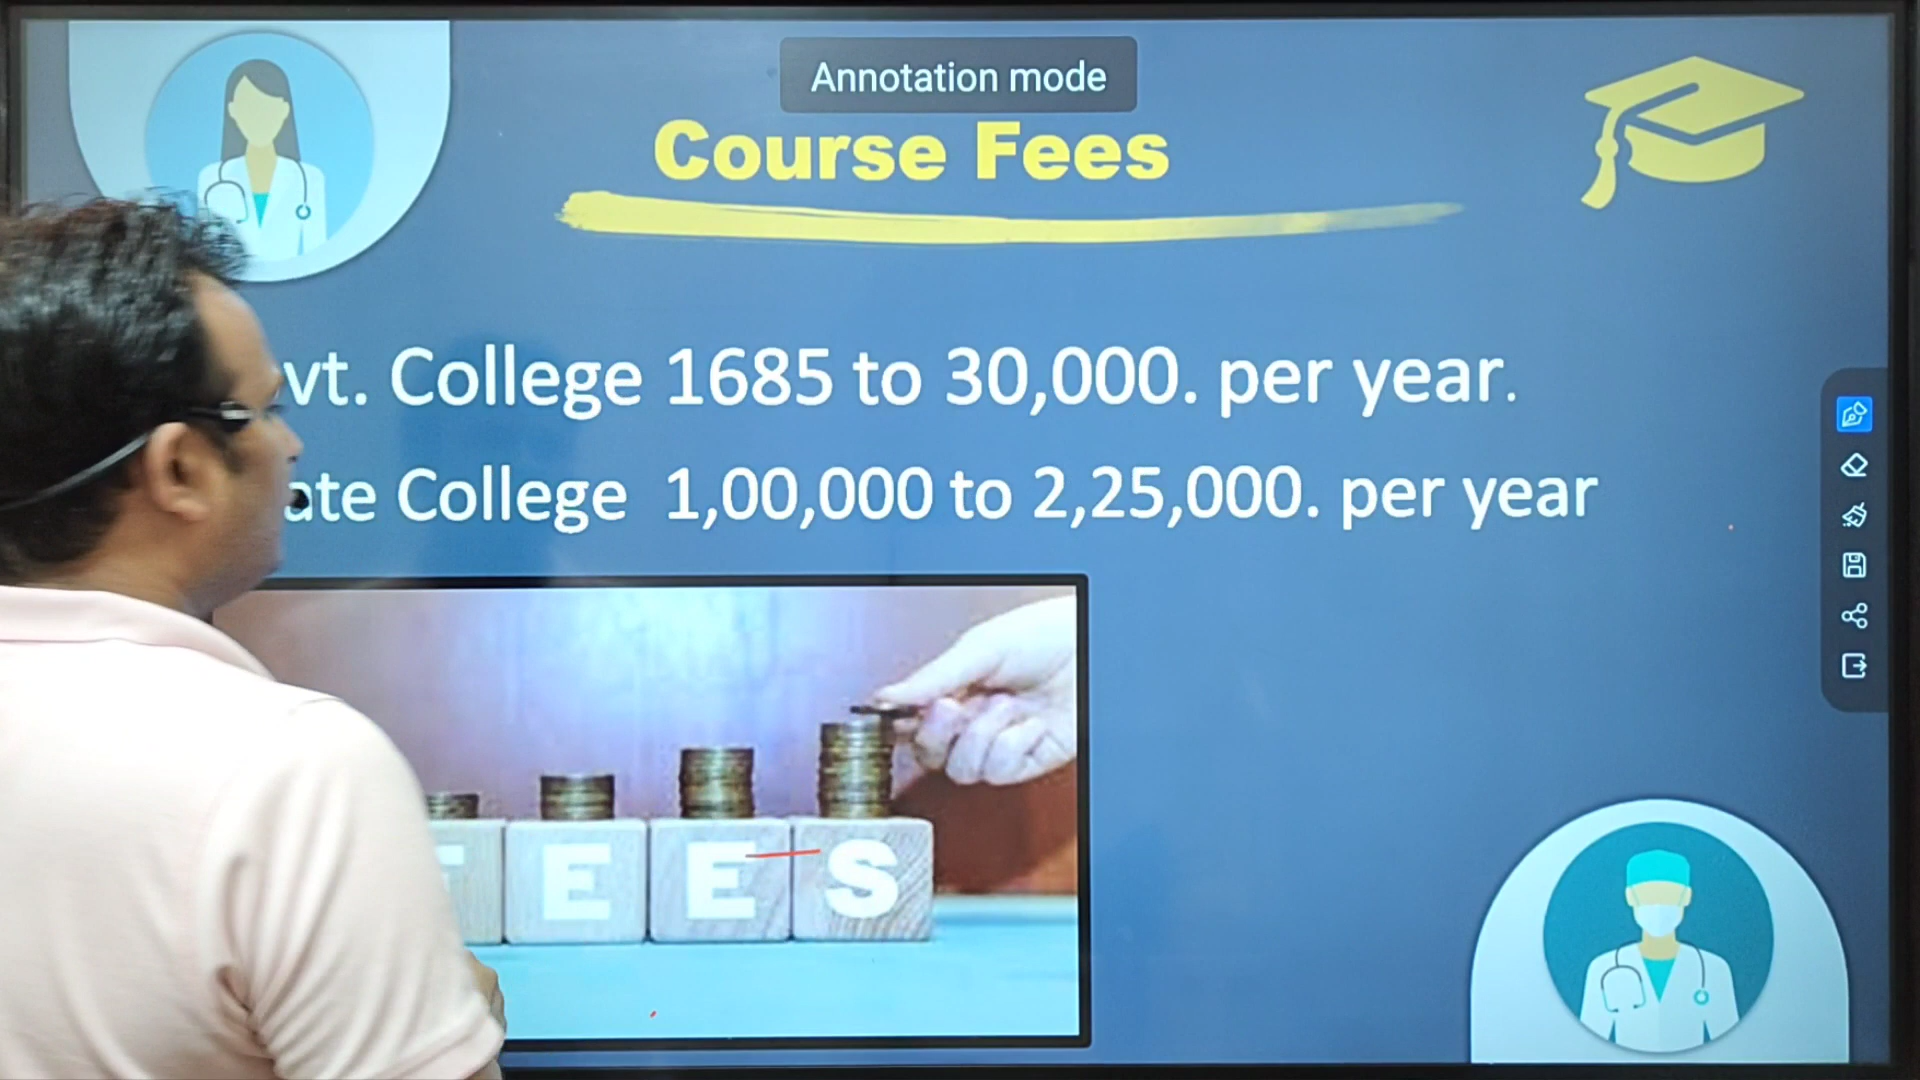 Annotation mode
Course Fees
vt. College 1685 to 30,000. per year.
ate College 1,00,000 to 2,25,000. per year
E E S